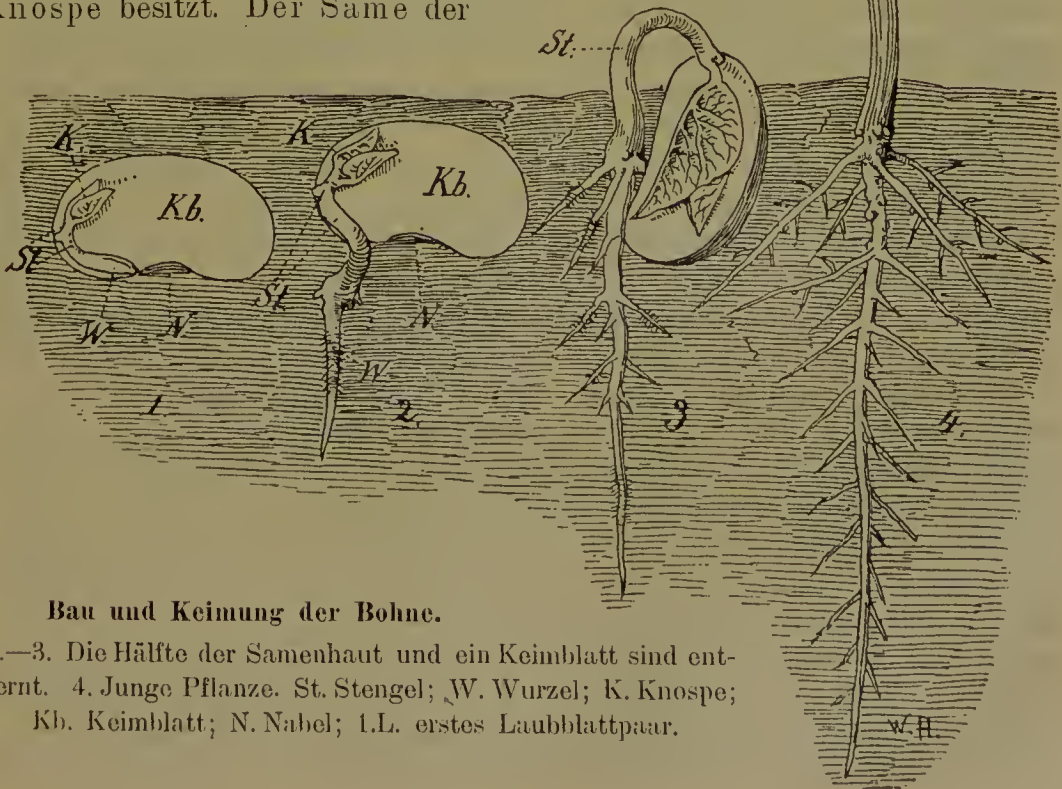 Knospe besitzt. Der Same der
St.
K.
Kb.
St.
W.
N
1
K
Kb.
St.
N.
W.
2.
3
4.
W.H.
Bau und Keimung der Bohne.
.—3. Die Hälfte der Samenhaut und ein Keimblatt sind ent-
ernt. 4. Junge Pflanze. St. Stengel; W. Wurzel; K. Knospe;
Kb. Keimblatt; N. Nabel; 1.L. erstes Laubblattpaar.